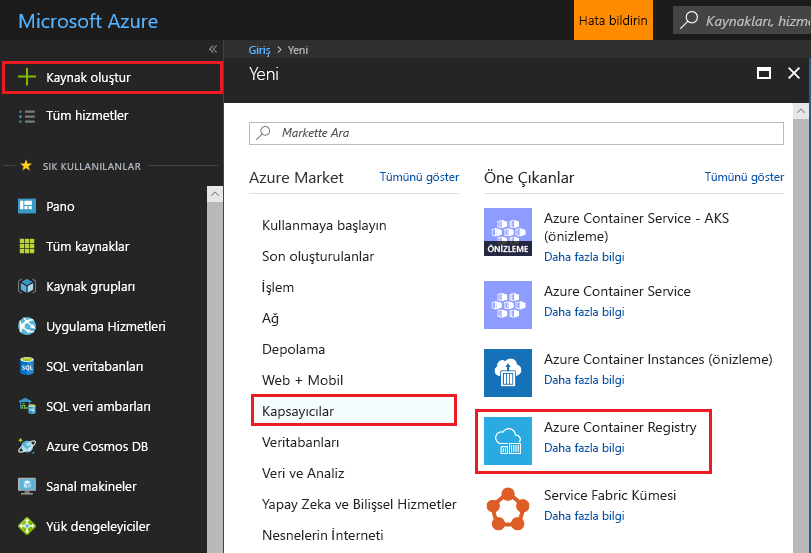 Microsoft Azure
Hata bildirin
Kaynakları, hizme
Giriş > Yeni
Yeni
Kaynak oluştur
Tüm hizmetler
SIK KULLANILANLAR
Pano
Tüm kaynaklar
Kaynak grupları
Uygulama Hizmetleri
SQL veritabanları
SQL veri ambarları
Azure Cosmos DB
Sanal makineler
Yük dengeleyiciler
Markette Ara
Azure Market
Tümünü göster
Kullanmaya başlayın
Son oluşturulanlar
İşlem
Ağ
Depolama
Web + Mobil
Kapsayıcılar
Veritabanları
Veri ve Analiz
Yapay Zeka ve Bilişsel Hizmetler
Nesnelerin İnterneti
Öne Çıkanlar
Tümünü göster
ÖNİZLEME
Azure Container Service - AKS
(önizleme)
Daha fazla bilgi
Azure Container Service
Daha fazla bilgi
Azure Container Instances (önizleme)
Daha fazla bilgi
Azure Container Registry
Daha fazla bilgi
Service Fabric Kümesi
Daha fazla bilgi